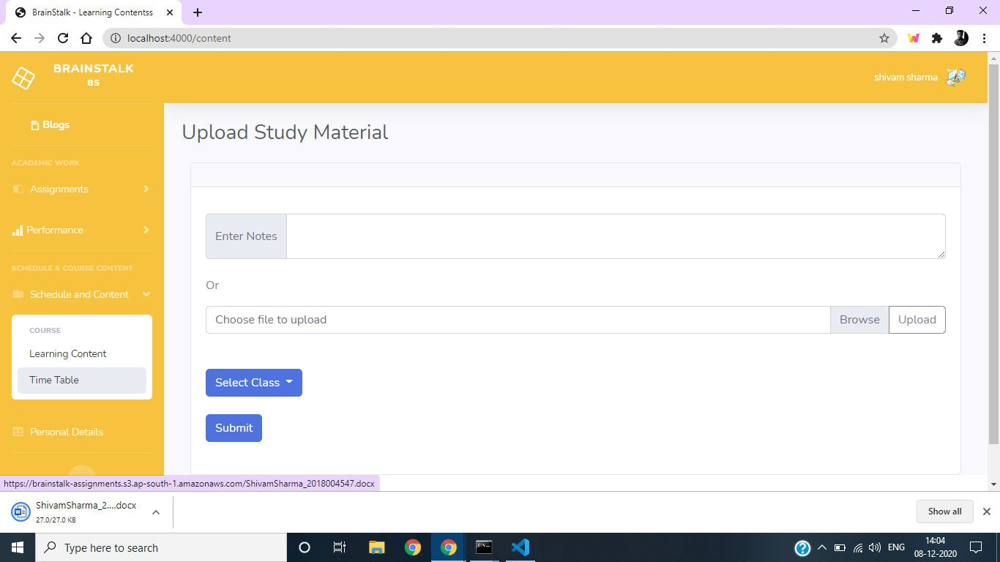 BrainStalk - Learning Contentss
localhost:4000/content
BRAINSTALK
BS
shivam sharma
Blogs
ACADEMIC WORK
Assignments
Performance
SCHEDULE & COURSE CONTENT
Schedule and Content
COURSE
Learning Content
Time Table
Personal Details
Upload Study Material
Enter Notes
Or
Choose file to upload
Browse
Upload
Select Class
Submit
https://brainstalk-assignments.s3.ap-south-1.amazonaws.com/ShivamSharma_2018004547.docx
ShivamSharma_2....docx
27.0/27.0 KB
Show all
Type here to search
ENG
14:04
08-12-2020